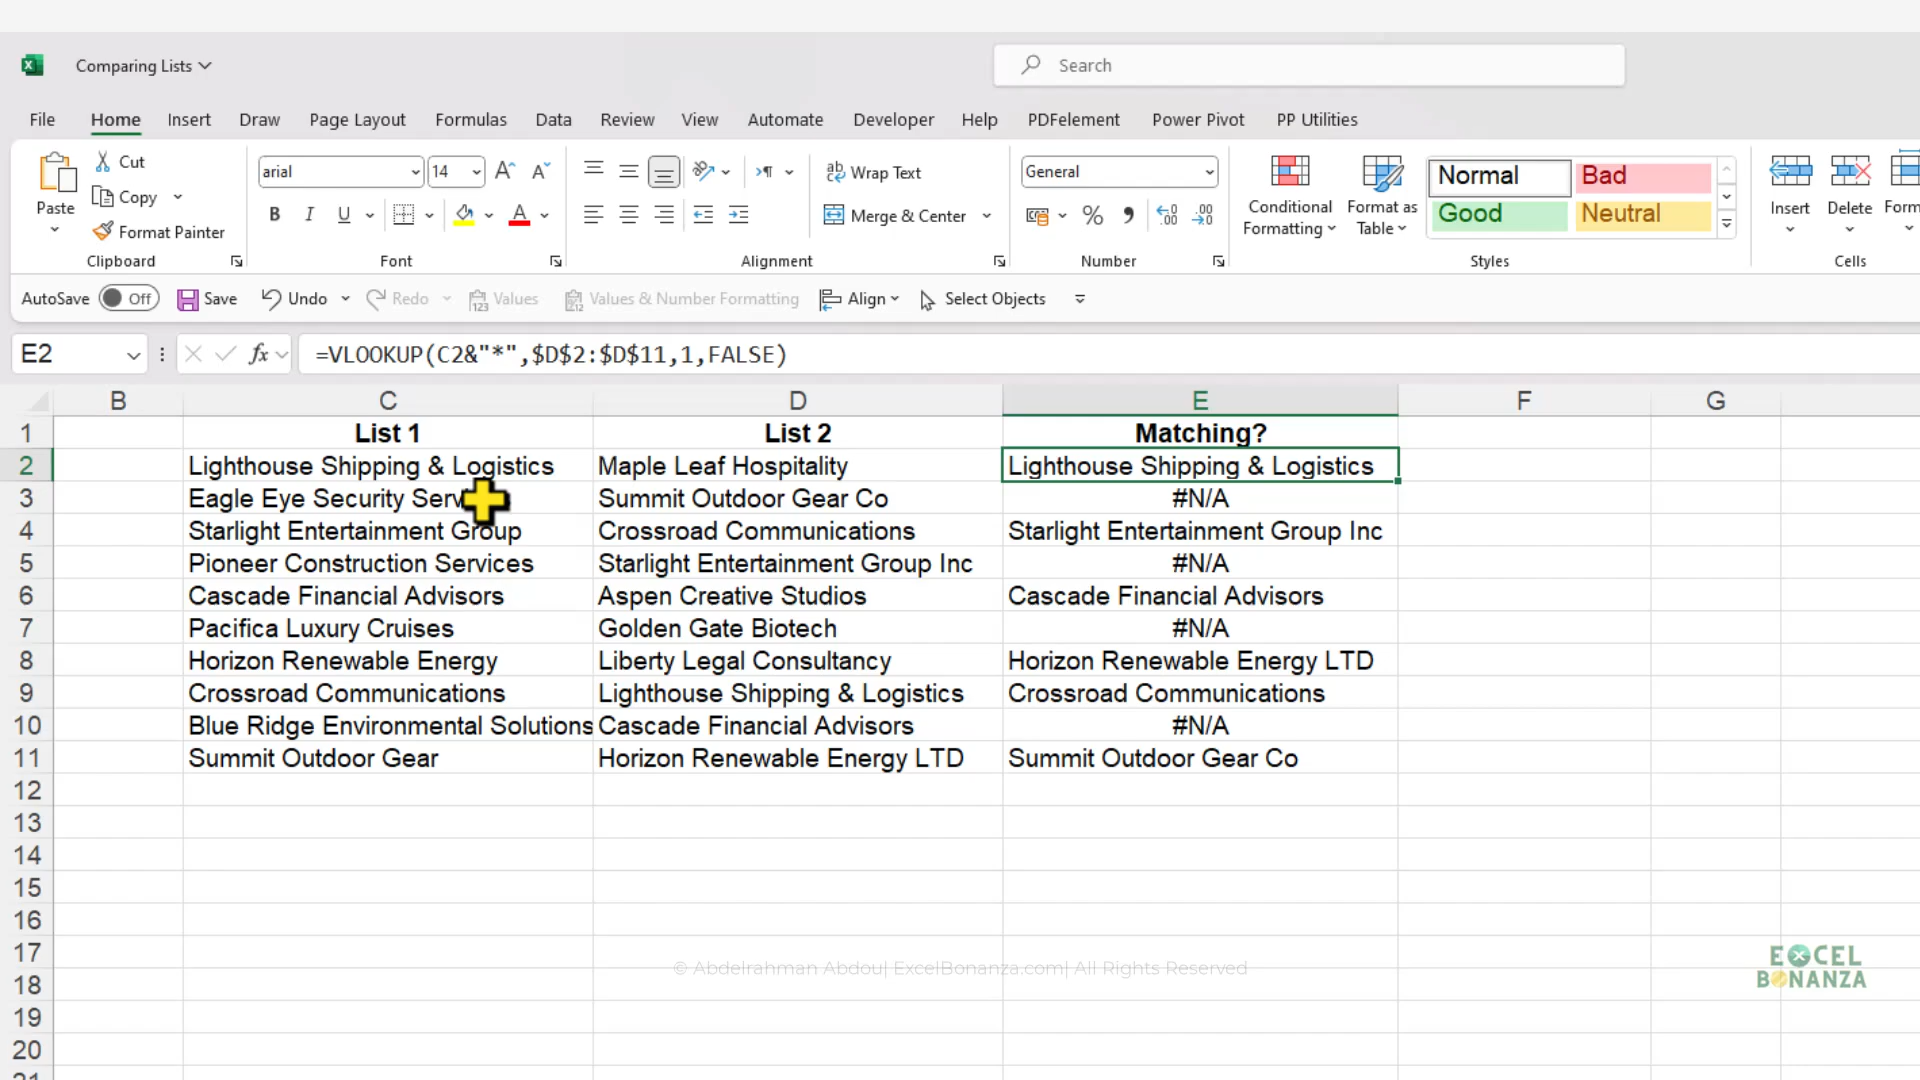 Comparing Lists
Search
File Home Insert Draw Page Layout Formulas Data Review View Automate Developer Help PDFelement Power Pivot PP Utilities
Paste
Cut
Copy
Format Painter
Clipboard
arial 14
B I U
Font
Wrap Text
Merge & Center
Alignment
General
Number
Conditional Formatting
Format as Table
Normal Bad
Good Neutral
Styles
Insert Delete
Cells
AutoSave Off Save Undo Redo Values Values & Number Formatting Align Select Objects
E2 fx =VLOOKUP(C2&"*",$D$2:$D$11,1,FALSE)
B C D E F G
1 List 1 List 2 Matching?
2 Lighthouse Shipping & Logistics Maple Leaf Hospitality Lighthouse Shipping & Logistics
3 Eagle Eye Security Summit Outdoor Gear Co #N/A
4 Starlight Entertainment Group Crossroad Communications Starlight Entertainment Group Inc
5 Pioneer Construction Services Starlight Entertainment Group Inc #N/A
6 Cascade Financial Advisors Aspen Creative Studios Cascade Financial Advisors
7 Pacifica Luxury Cruises Golden Gate Biotech #N/A
8 Horizon Renewable Energy Liberty Legal Consultancy Horizon Renewable Energy LTD
9 Crossroad Communications Lighthouse Shipping & Logistics Crossroad Communications
10 Blue Ridge Environmental Solutions Cascade Financial Advisors #N/A
11 Summit Outdoor Gear Horizon Renewable Energy LTD Summit Outdoor Gear Co
12
13
14
15
16
17
© Abdelrahman Abdou| ExcelBonanza.com| All Rights Reserved
EXCEL
BONANZA
18
19
20